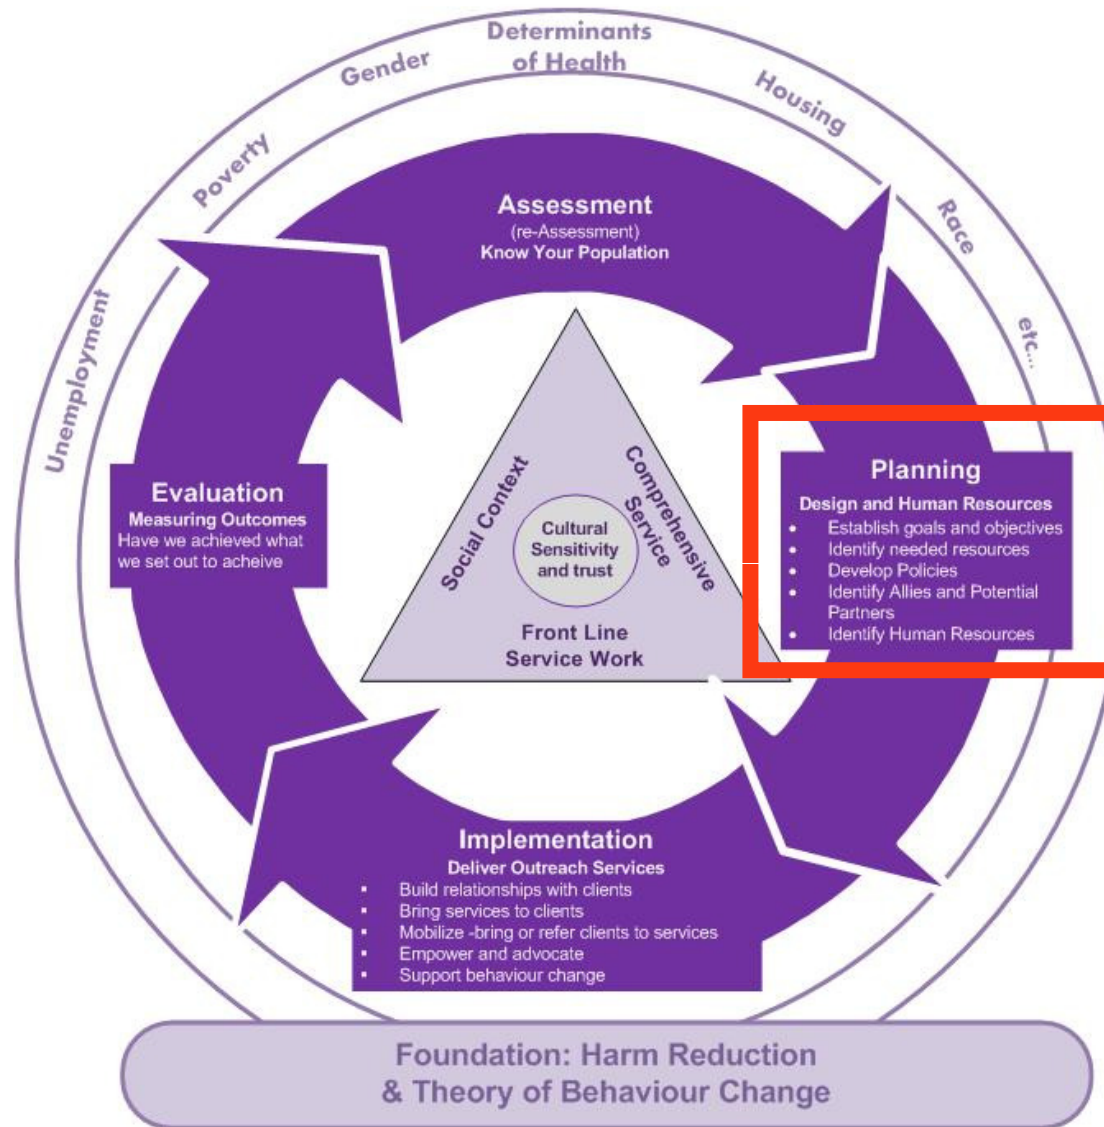 Determinants
of Health
Gender
Housing
Poverty
Race
Unemployment
etc...
Assessment
(re-Assessment)
Know Your Population
Planning
Design and Human Resources
• Establish goals and objectives
• Identify needed resources
• Develop Policies
• Identify Allies and Potential
Partners
• Identify Human Resources
Implementation
Deliver Outreach Services
▪ Build relationships with clients
▪ Bring services to clients
▪ Mobilize -bring or refer clients to services
▪ Empower and advocate
▪ Support behaviour change
Evaluation
Measuring Outcomes
Have we achieved what
we set out to acheive
Social Context
Comprehensive
Service
Cultural
Sensitivity
and trust
Front Line
Service Work
Foundation: Harm Reduction
& Theory of Behaviour Change